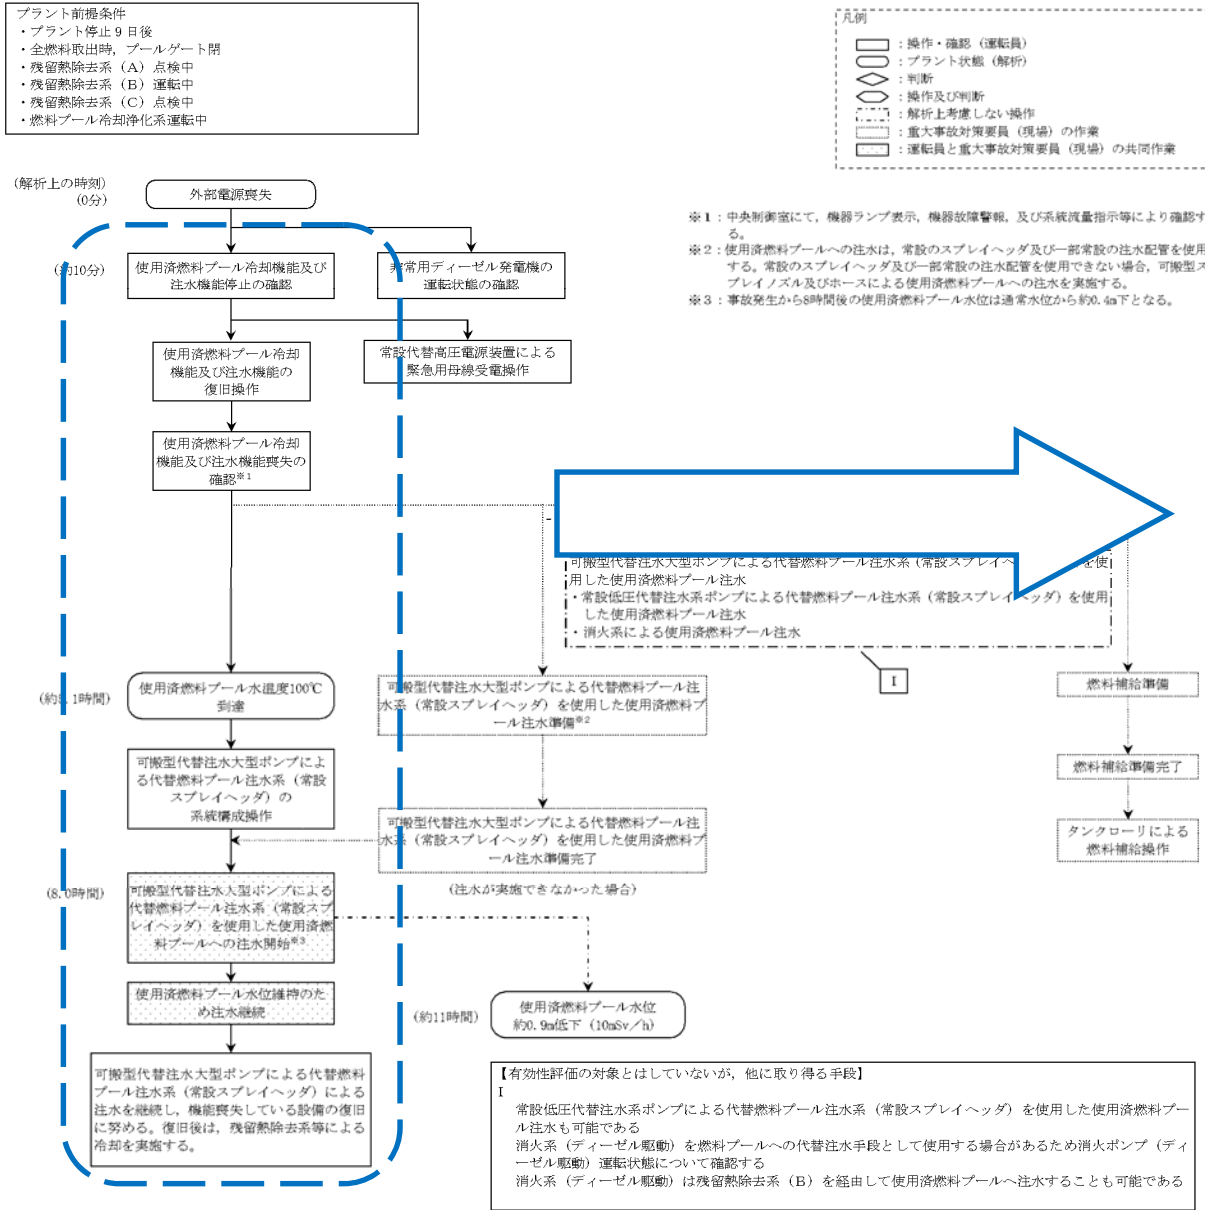 プラント前提条件
・プラント停止9日後
・全燃料取出時，プールゲート閉
・残留熱除去系（A）点検中
・残留熱除去系（B）運転中
・残留熱除去系（C）点検中
・燃料プール冷却浄化系運転中
凡例
：操作・確認（運転員）
：プラント状態（解析）
：判断
：操作及び判断
：解析上考慮しない操作
：重大事故対策要員（現場）の作業
：運転員と重大事故対策要員（現場）の共同作業
※1：中央制御室にて，機器ランプ表示，機器故障警報，及び系統流量指示等により確認す
る。
※2：使用済燃料プールへの注水は，常設のスプレイヘッダ及び一部常設の注水配管を使用
する。常設のスプレイヘッダ及び一部常設の注水配管を使用できない場合，可搬型ス
プレイノズル及びホースによる使用済燃料プールへの注水を実施する。
※3：事故発生から8時間後の使用済燃料プール水位は通常水位から約0.4m下となる。
（解析上の時刻）
（0分）
外部電源喪失
（約10分）
使用済燃料プール冷却機能及び
注水機能停止の確認
非常用ディーゼル発電機の
運転状態の確認
使用済燃料プール冷却
機能及び注水機能の
復旧操作
常設代替高圧電源装置による
緊急用母線受電操作
使用済燃料プール冷却
機能及び注水機能喪失の
確認※1
可搬型代替注水大型ポンプによる代替燃料プール注水系（常設スプレイヘ を使
用した使用済燃料プール注水
・常設低圧代替注水系ポンプによる代替燃料プール注水系（常設スプレイヘッダ）を使用
した使用済燃料プール注水
・消火系による使用済燃料プール注水
I
（約5.1時間）
使用済燃料プール水温度100℃
到達
可搬型代替注水大型ポンプによる代替燃料プール注
水系（常設スプレイヘッダ）を使用した使用済燃料プ
ール注水準備※2
燃料補給準備
可搬型代替注水大型ポンプによ
る代替燃料プール注水系（常設
スプレイヘッダ）の
系統構成操作
燃料補給準備完了
可搬型代替注水大型ポンプによる代替燃料プール注
水系（常設スプレイヘッダ）を使用した使用済燃料プ
ール注水準備完了
タンクローリによる
燃料補給操作
（注水が実施できなかった場合）
（8.0時間）
可搬型代替注水大型ポンプによる
代替燃料プール注水系（常設スプ
レイヘッダ）を使用した使用済燃
料プールへの注水開始※3
使用済燃料プール水位維持のた
め注水継続
（約11時間）
使用済燃料プール水位
約0.9m低下（10mSv／h）
可搬型代替注水大型ポンプによる代替燃料
プール注水系（常設スプレイヘッダ）による
注水を継続し，機能喪失している設備の復旧
に努める。復旧後は，残留熱除去系等による
冷却を実施する。
【有効性評価の対象とはしていないが，他に取り得る手段】
I
常設低圧代替注水系ポンプによる代替燃料プール注水系（常設スプレイヘッダ）を使用した使用済燃料プー
ル注水も可能である
消火系（ディーゼル駆動）を燃料プールへの代替注水手段として使用する場合があるため消火ポンプ（ディ
ーゼル駆動）運転状態について確認する
消火系（ディーゼル駆動）は残留熱除去系（B）を経由して使用済燃料プールへ注水することも可能である